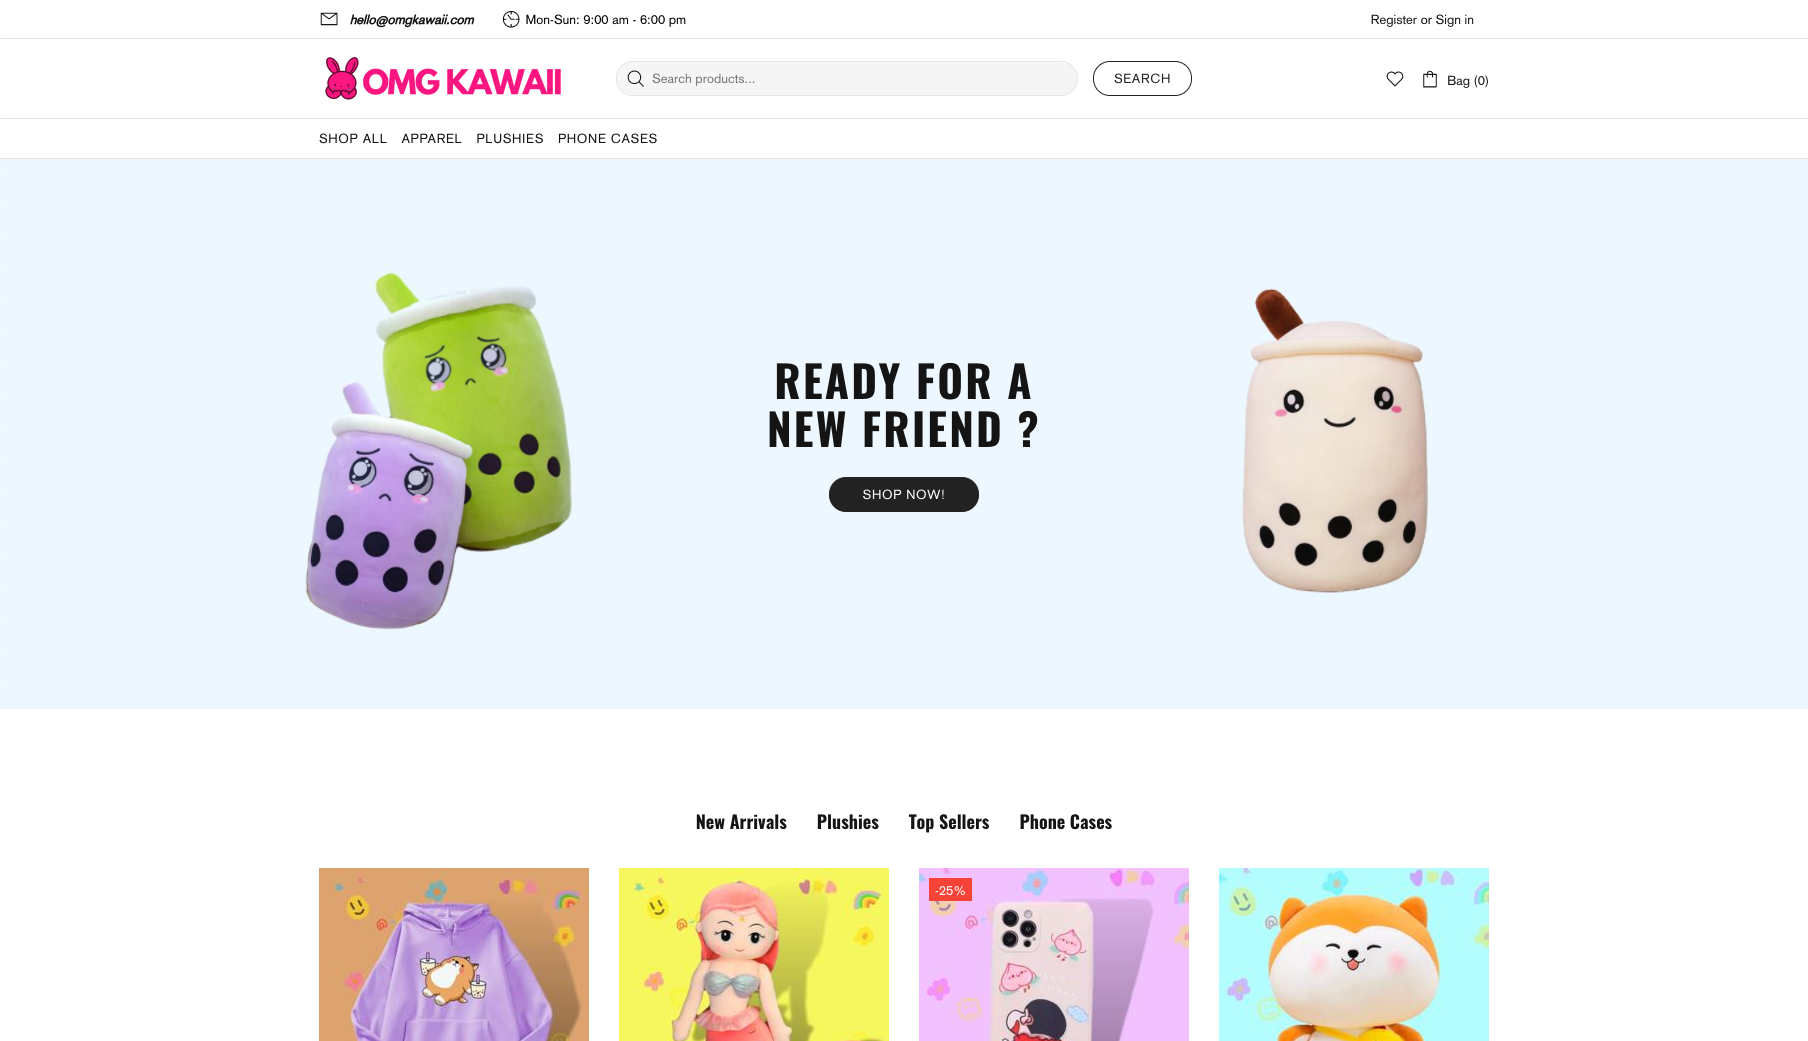 hello@omgkawaii.com
Mon-Sun: 9:00 am - 6:00 pm
Register or Sign in
OMG KAWAII
Search products...
SEARCH
Bag (0)
SHOP ALL APPAREL PLUSHIES PHONE CASES
READY FOR A
NEW FRIEND ?
SHOP NOW!
New Arrivals Plushies Top Sellers Phone Cases
-25%